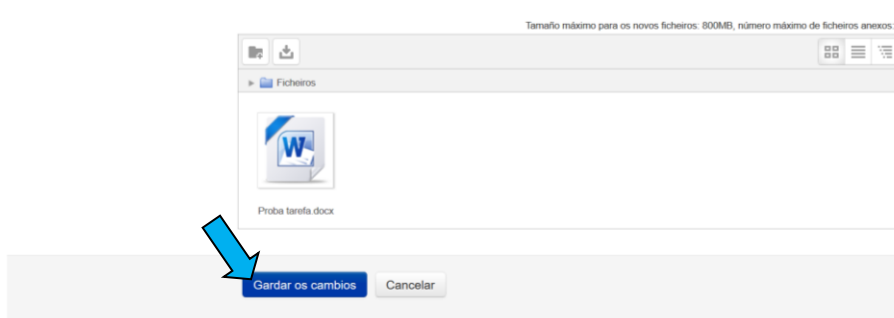 Tamaño máximo para os novos ficheiros: 800MB, número máximo de ficheiros anexos:
Ficheiros
W
Proba tarefa.docx
Gardar os cambios Cancelar